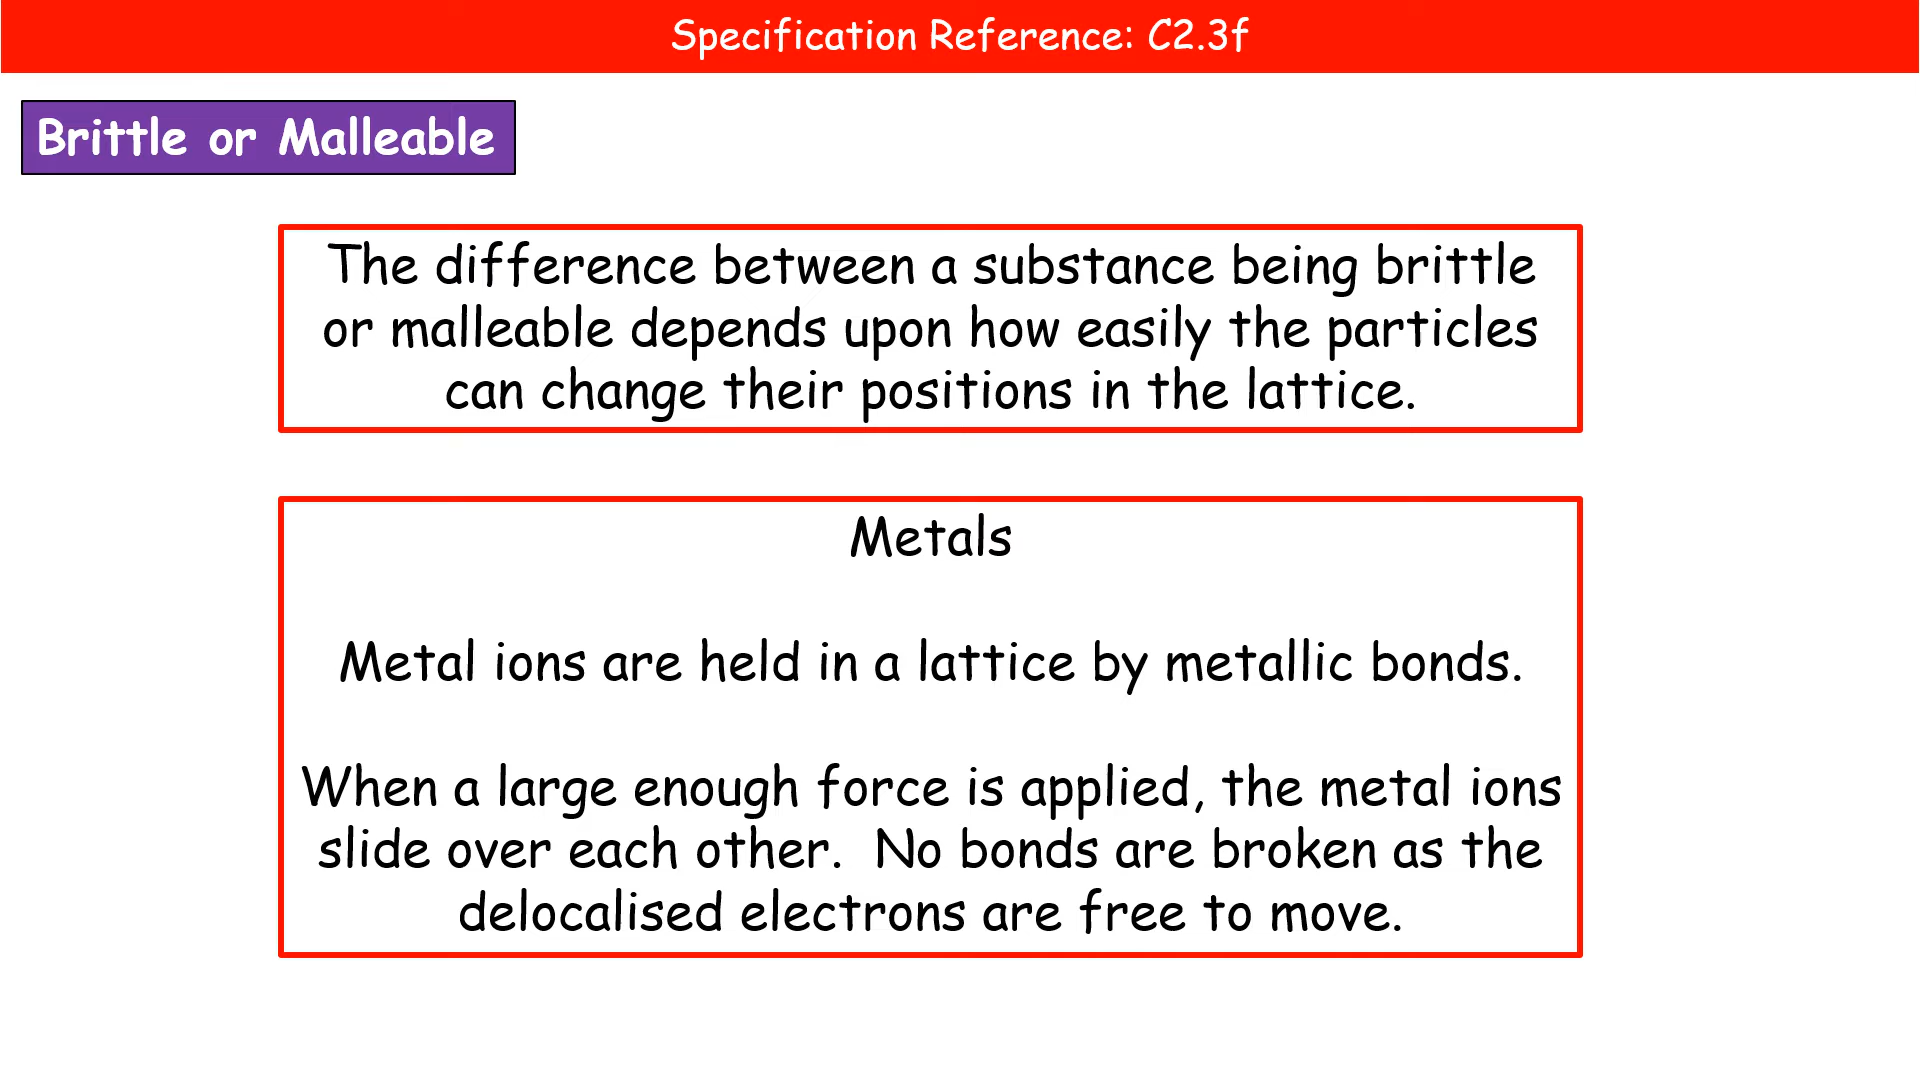 Specification Reference: C2.3f
Brittle or Malleable
The difference between a substance being brittle
or malleable depends upon how easily the particles
can change their positions in the lattice.
Metals
Metal ions are held in a lattice by metallic bonds.
When a large enough force is applied, the metal ions
slide over each other.  No bonds are broken as the
delocalised electrons are free to move.